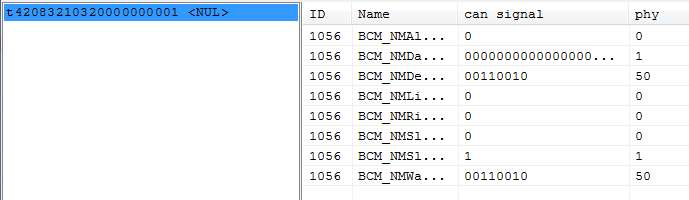 t42083210320000000001 <NUL>
ID Name can signal phy
1056 BCM_NMAl... 0 0
1056 BCM_NMDa... 0000000000000000... 1
1056 BCM_NMDe... 00110010 50
1056 BCM_NMLi... 0 0
1056 BCM_NMRi... 0 0
1056 BCM_NMSl... 0 0
1056 BCM_NMSl... 1 1
1056 BCM_NMWa... 00110010 50